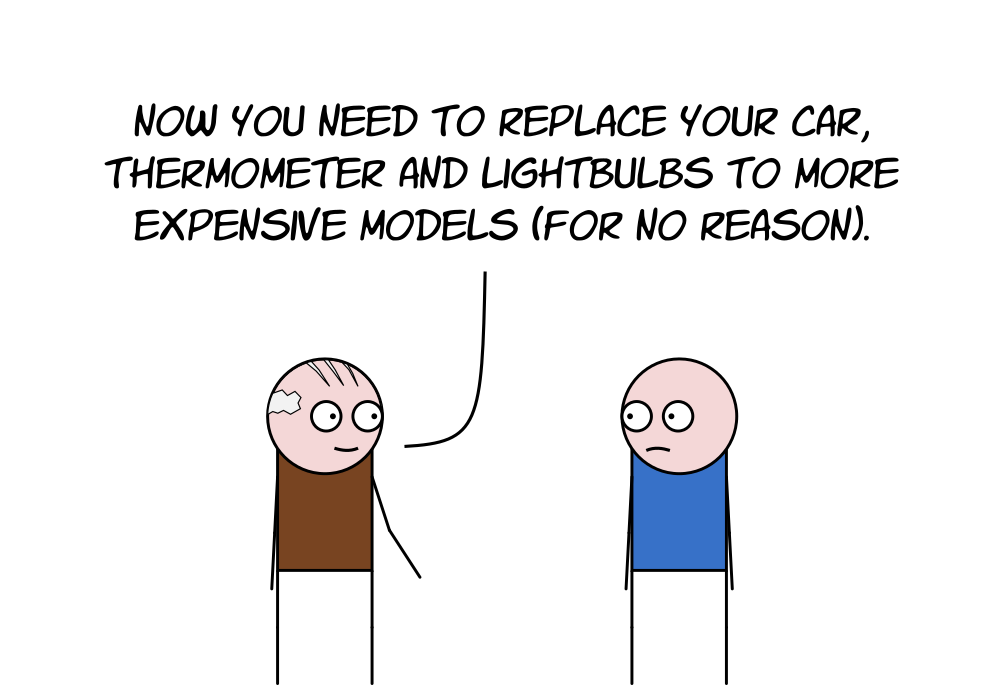 NOW YOU NEED TO REPLACE YOUR CAR,
THERMOMETER AND LIGHTBULBS TO MORE
EXPENSIVE MODELS (FOR NO REASON).